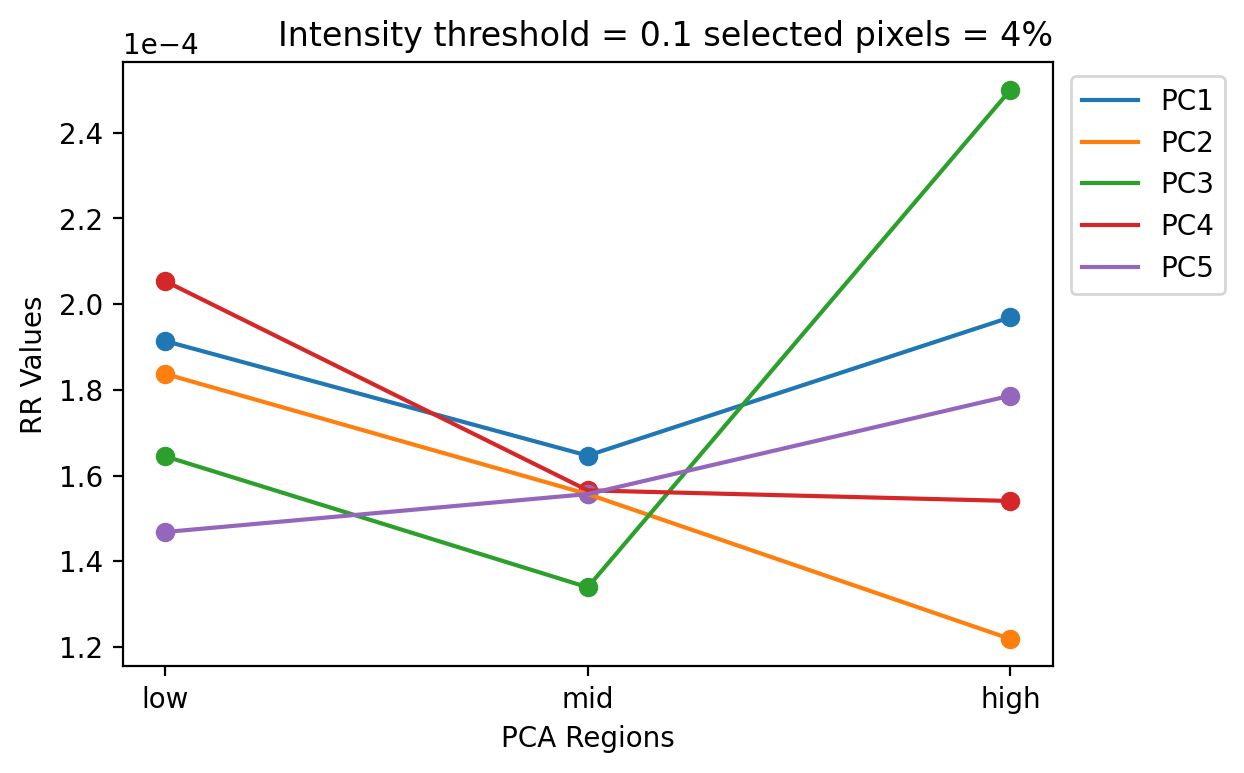 Intensity threshold = 0.1 selected pixels = 4%
1e−4
2.4
2.2
2.0
1.8
1.6
1.4
1.2
RR Values
low
mid
high
PCA Regions
PC1
PC2
PC3
PC4
PC5